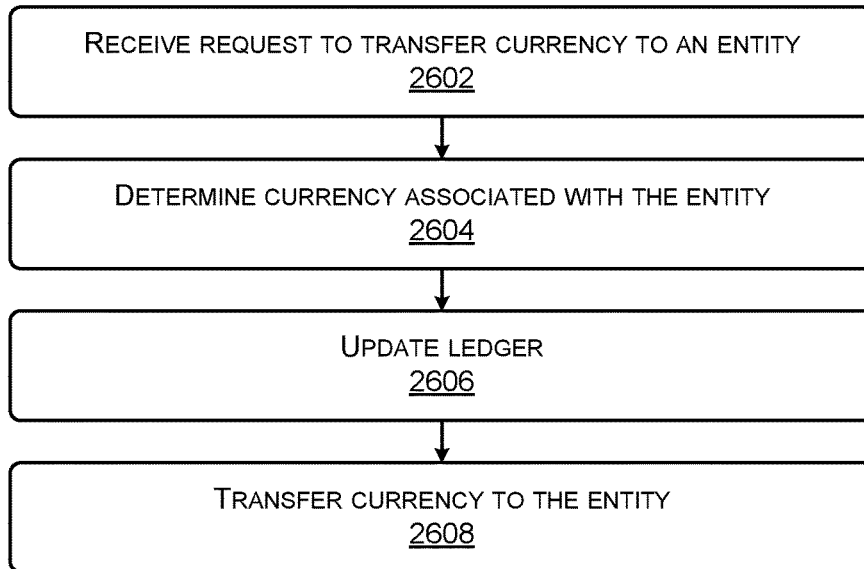 RECEIVE REQUEST TO TRANSFER CURRENCY TO AN ENTITY
2602
DETERMINE CURRENCY ASSOCIATED WITH THE ENTITY
2604
UPDATE LEDGER
2606
TRANSFER CURRENCY TO THE ENTITY
2608